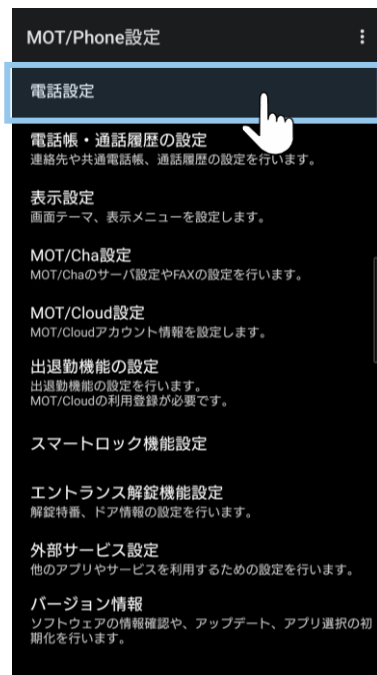 MOT/Phone設定
電話設定
電話帳・通話履歴の設定
連絡先や共通電話帳、通話履歴の設定を行います。
表示設定
画面テーマ、表示メニューを設定します。
MOT/Cha設定
MOT/Chaのサーバ設定やFAXの設定を行います。
MOT/Cloud設定
MOT/Cloudアカウント情報を設定します。
出退勤機能の設定
出退勤機能の設定を行います。
MOT/Cloudの利用登録が必要です。
スマートロック機能設定
エントランス解錠機能設定
解錠特番、ドア情報の設定を行います。
外部サービス設定
他のアプリやサービスを利用するための設定を行います。
バージョン情報
ソフトウェアの情報確認や、アップデート、アプリ選択の初
期化を行います。